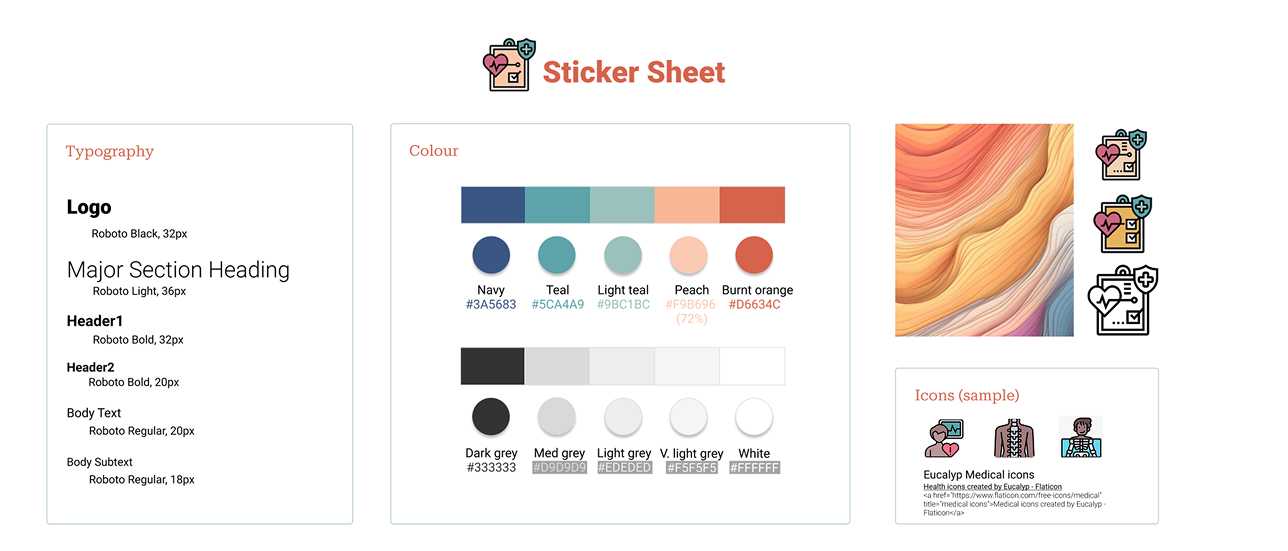 Sticker Sheet
Typography
Logo
Roboto Black, 32px
Major Section Heading
Roboto Light, 36px
Header1
Roboto Bold, 32px
Header2
Roboto Bold, 20px
Body Text
Roboto Regular, 20px
Body Subtext
Roboto Regular, 18px
Colour
Navy Teal Light teal Peach Burnt orange
#3A5683 #5CA4A9 #9BC1BC #F9B696 #D6634C
(72%)
Dark grey Med grey Light grey V. light grey White
#333333 #D9D9D9 #EDEDED #F5F5F5 #FFFFFF
Icons (sample)
Eucalyp Medical icons
Health icons created by Eucalyp - Flaticon
<a href="https://www.flaticon.com/free-icons/medical"
title="medical icons">Medical icons created by Eucalyp -
Flaticon</a>